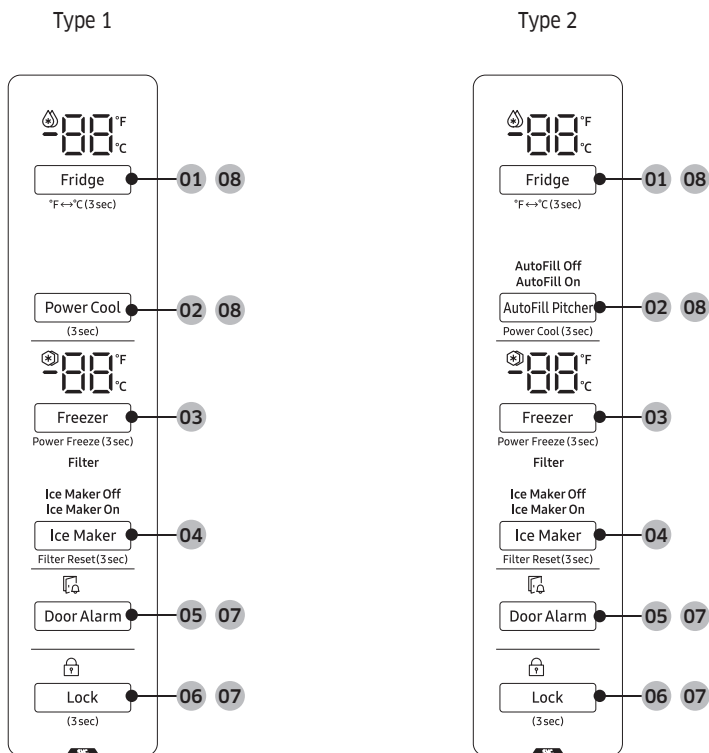 Type 1
-88 °F
°C
Fridge 01 08
°F↔°C (3 sec)
Power Cool 02 08
(3 sec)
-88 °F
°C
Freezer 03
Power Freeze (3 sec)
Filter
Ice Maker Off
Ice Maker On
Ice Maker 04
Filter Reset(3 sec)
Door Alarm 05 07
Lock 06 07
(3 sec)
Type 2
-88 °F
°C
Fridge 01 08
°F↔°C (3 sec)
AutoFill Off
AutoFill On
AutoFill Pitcher 02 08
Power Cool (3 sec)
-88 °F
°C
Freezer 03
Power Freeze (3 sec)
Filter
Ice Maker Off
Ice Maker On
Ice Maker 04
Filter Reset(3 sec)
Door Alarm 05 07
Lock 06 07
(3 sec)